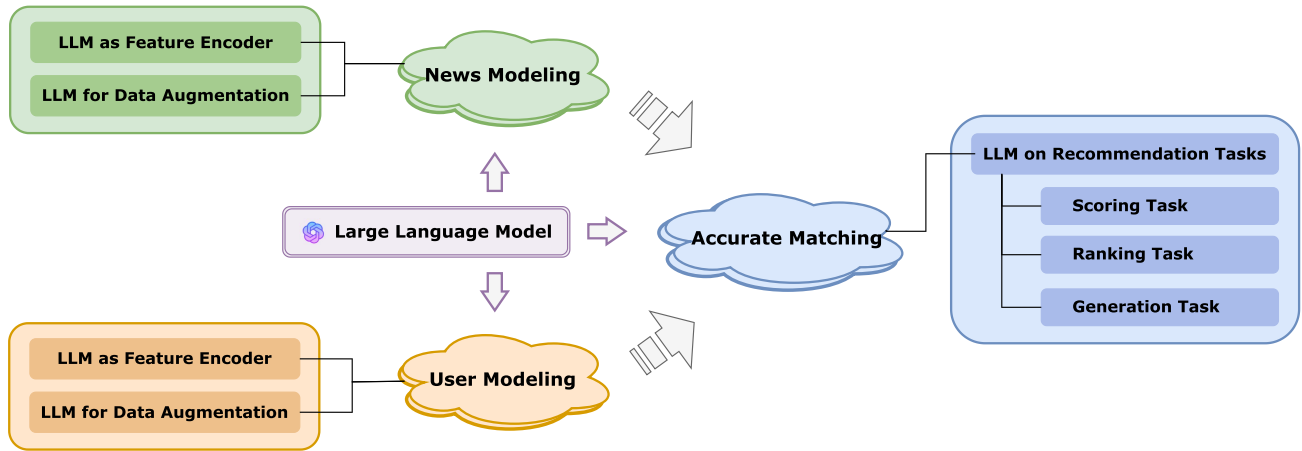 LLM as Feature Encoder
LLM for Data Augmentation
News Modeling
Large Language Model
LLM as Feature Encoder
LLM for Data Augmentation
User Modeling
Accurate Matching
LLM on Recommendation Tasks
Scoring Task
Ranking Task
Generation Task